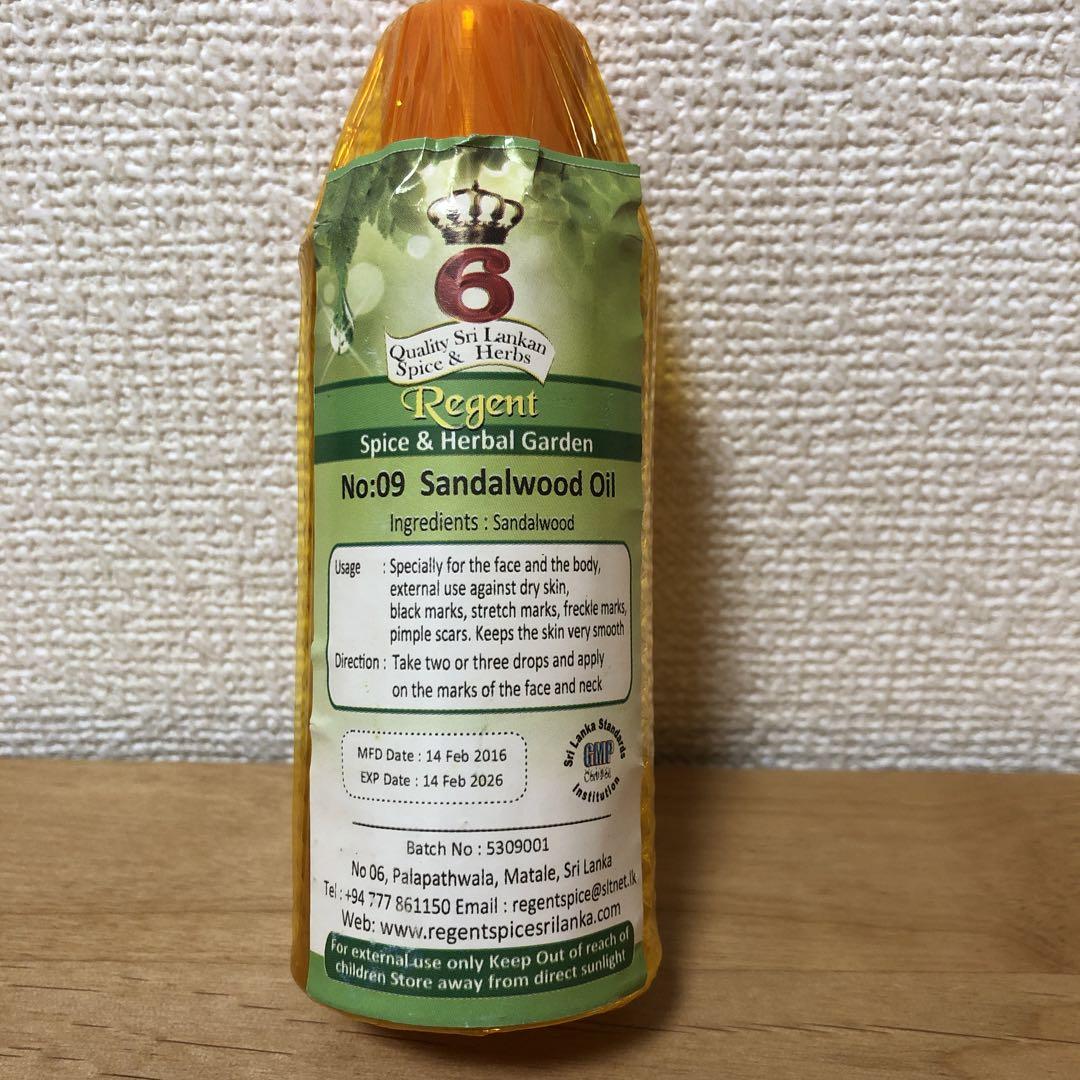 6
Quality Sri Lankan
Spice & Herbs
Regent
Spice & Herbal Garden
No:09 Sandalwood Oil
Ingredients : Sandalwood
Usage : Specially for the face and the body,
external use against dry skin,
black marks, stretch marks, freckle marks,
pimple scars. Keeps the skin very smooth
Direction : Take two or three drops and apply
on the marks of the face and neck
MFD Date : 14 Feb 2016
EXP Date : 14 Feb 2026
Sri Lanka Standards
GMP
Certified
Institution
Batch No : 5309001
No 06, Palapathwala, Matale, Sri Lanka
Tel : +94 777 861150 Email : regentspice@sltnet.lk
Web: www.regentspicesrilanka.com
For external use only Keep Out of reach of
children Store away from direct sunlight